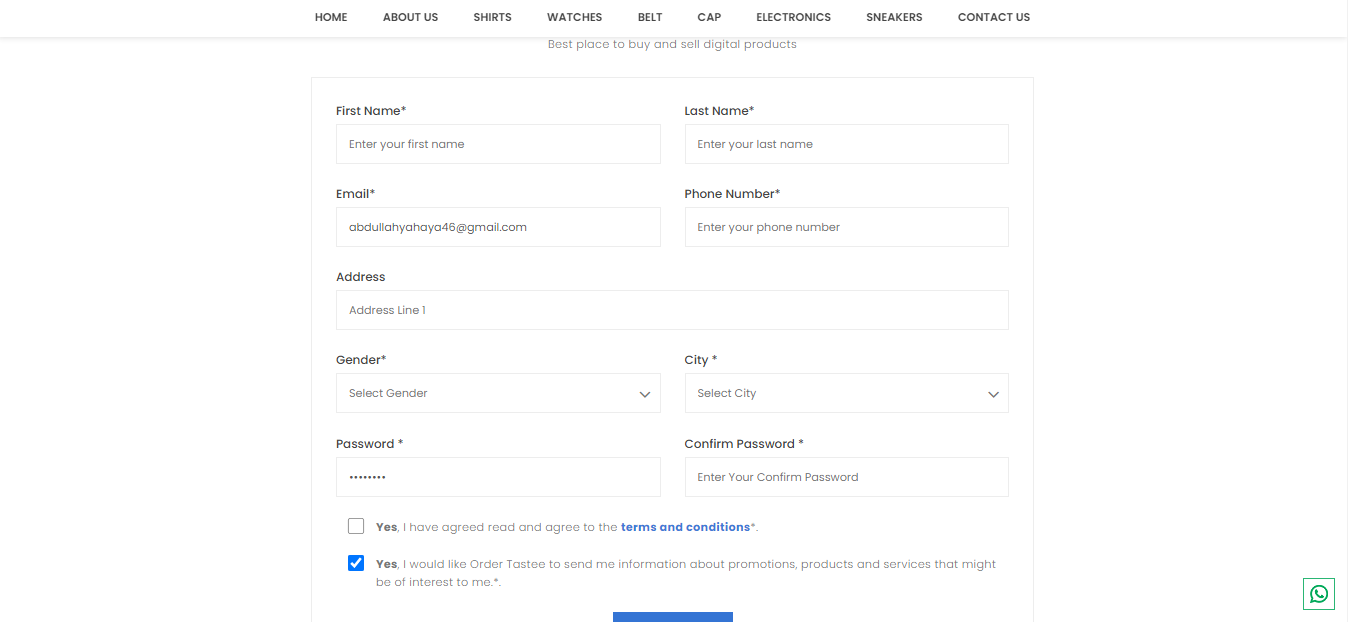 HOME ABOUT US SHIRTS WATCHES BELT CAP ELECTRONICS SNEAKERS CONTACT US
Best place to buy and sell digital products
First Name* Last Name*
Enter your first name Enter your last name
Email* Phone Number*
abdullahyahaya46@gmail.com Enter your phone number
Address
Address Line 1
Gender* City *
Select Gender Select City
Password * Confirm Password *
•••••••• Enter Your Confirm Password
Yes, I have agreed read and agree to the terms and conditions*.
Yes, I would like Order Tastee to send me information about promotions, products and services that might
be of interest to me.*.